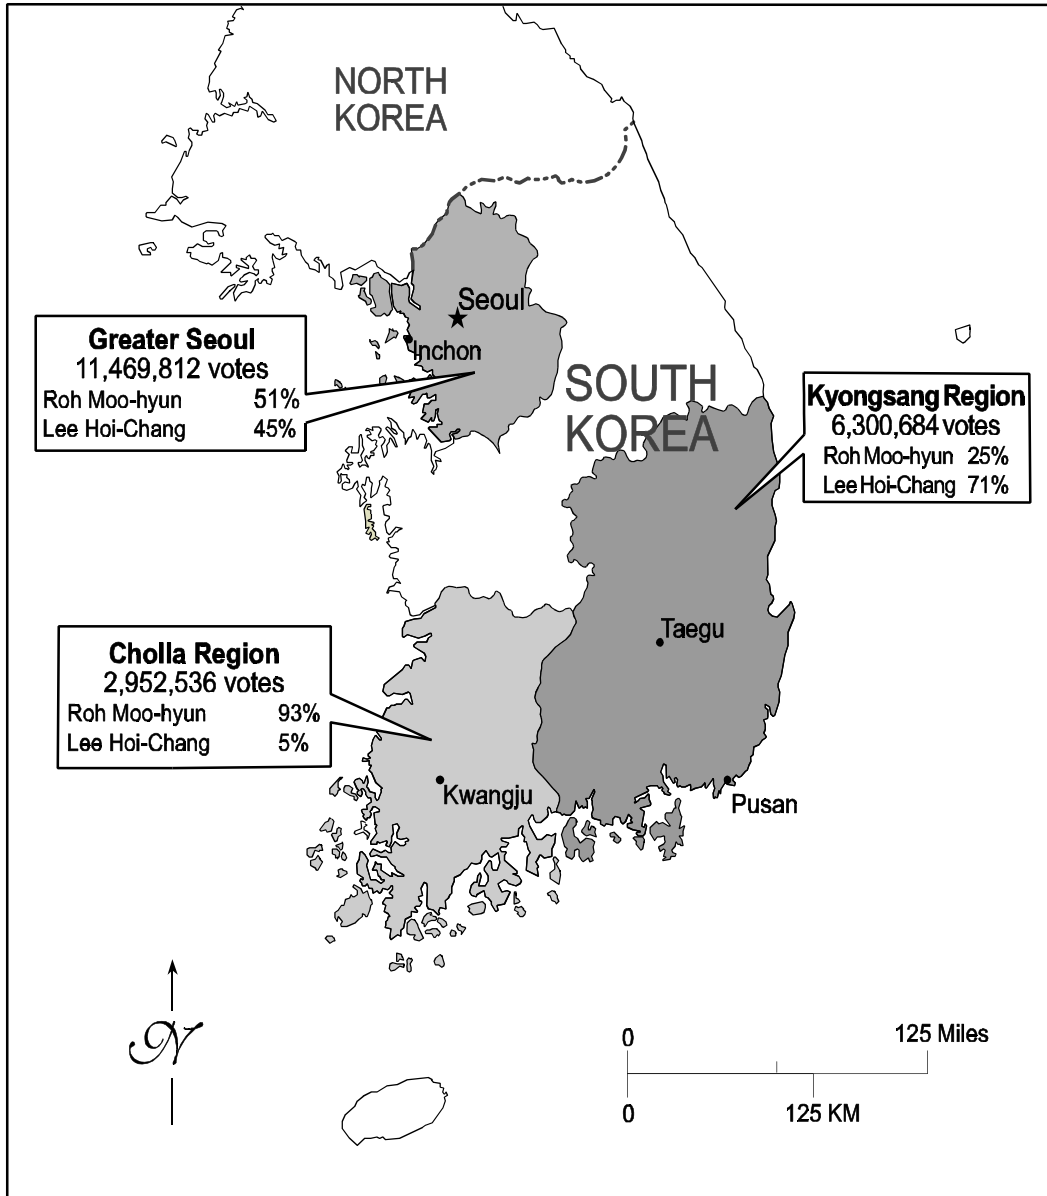 NORTH
KOREA
Seoul
Inchon
Greater Seoul
11,469,812 votes
Roh Moo-hyun 51%
Lee Hoi-Chang 45%
SOUTH
KOREA
Kyongsang Region
6,300,684 votes
Roh Moo-hyun 25%
Lee Hoi-Chang 71%
Taegu
Cholla Region
2,952,536 votes
Roh Moo-hyun 93%
Lee Hoi-Chang 5%
Kwangju
Pusan
N
0 125 Miles
0 125 KM